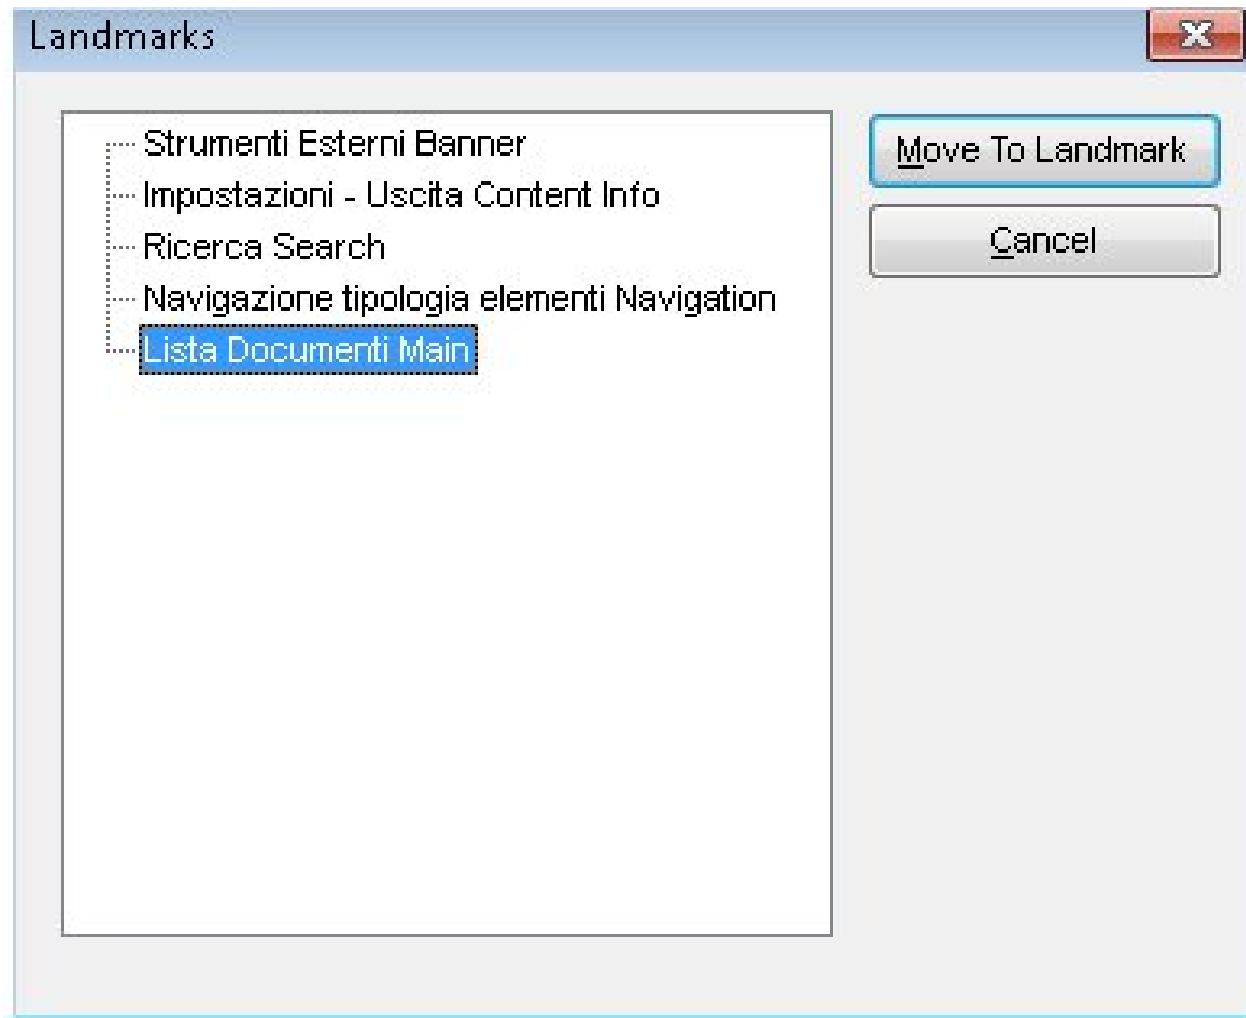 Landmarks
Strumenti Esterni Banner
Impostazioni - Uscita Content Info
Ricerca Search
Navigazione tipologia elementi Navigation
Lista Documenti Main
Move To Landmark
Cancel